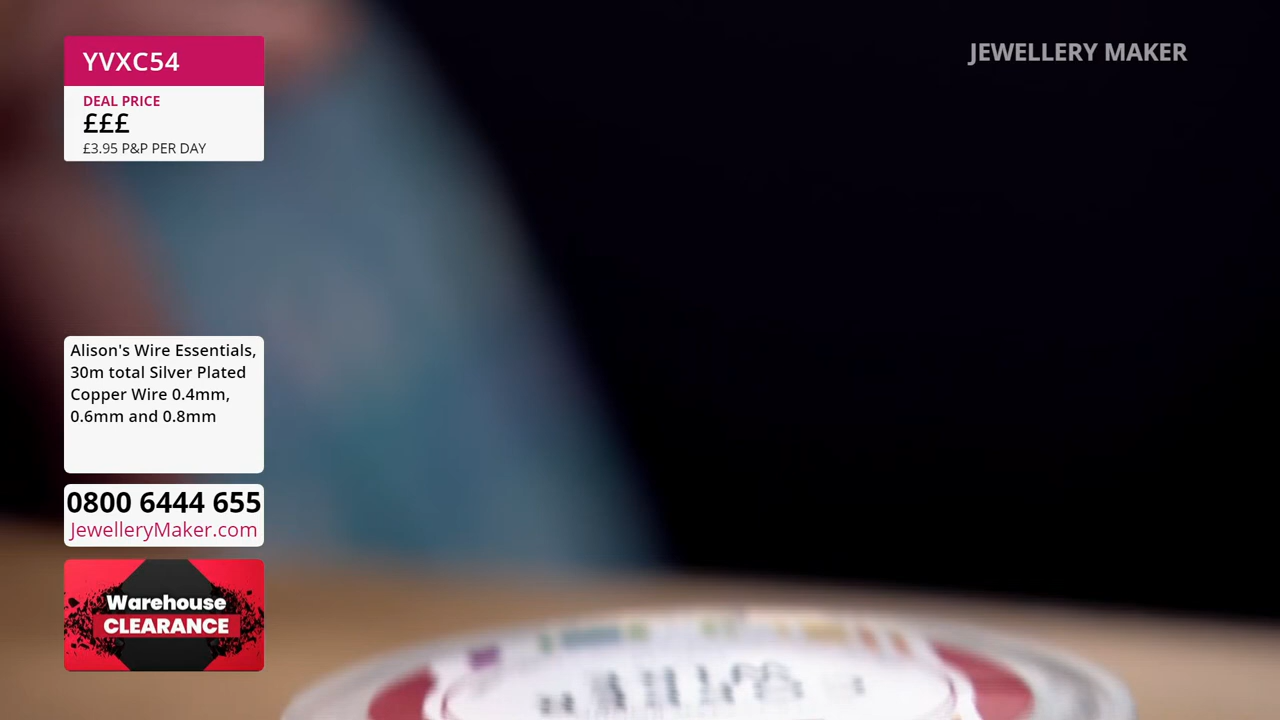 YVXC54
DEAL PRICE
£££
£3.95 P&P PER DAY
JEWELLERY MAKER
Alison's Wire Essentials,
30m total Silver Plated
Copper Wire 0.4mm,
0.6mm and 0.8mm
0800 6444 655
JewelleryMaker.com
Warehouse
CLEARANCE